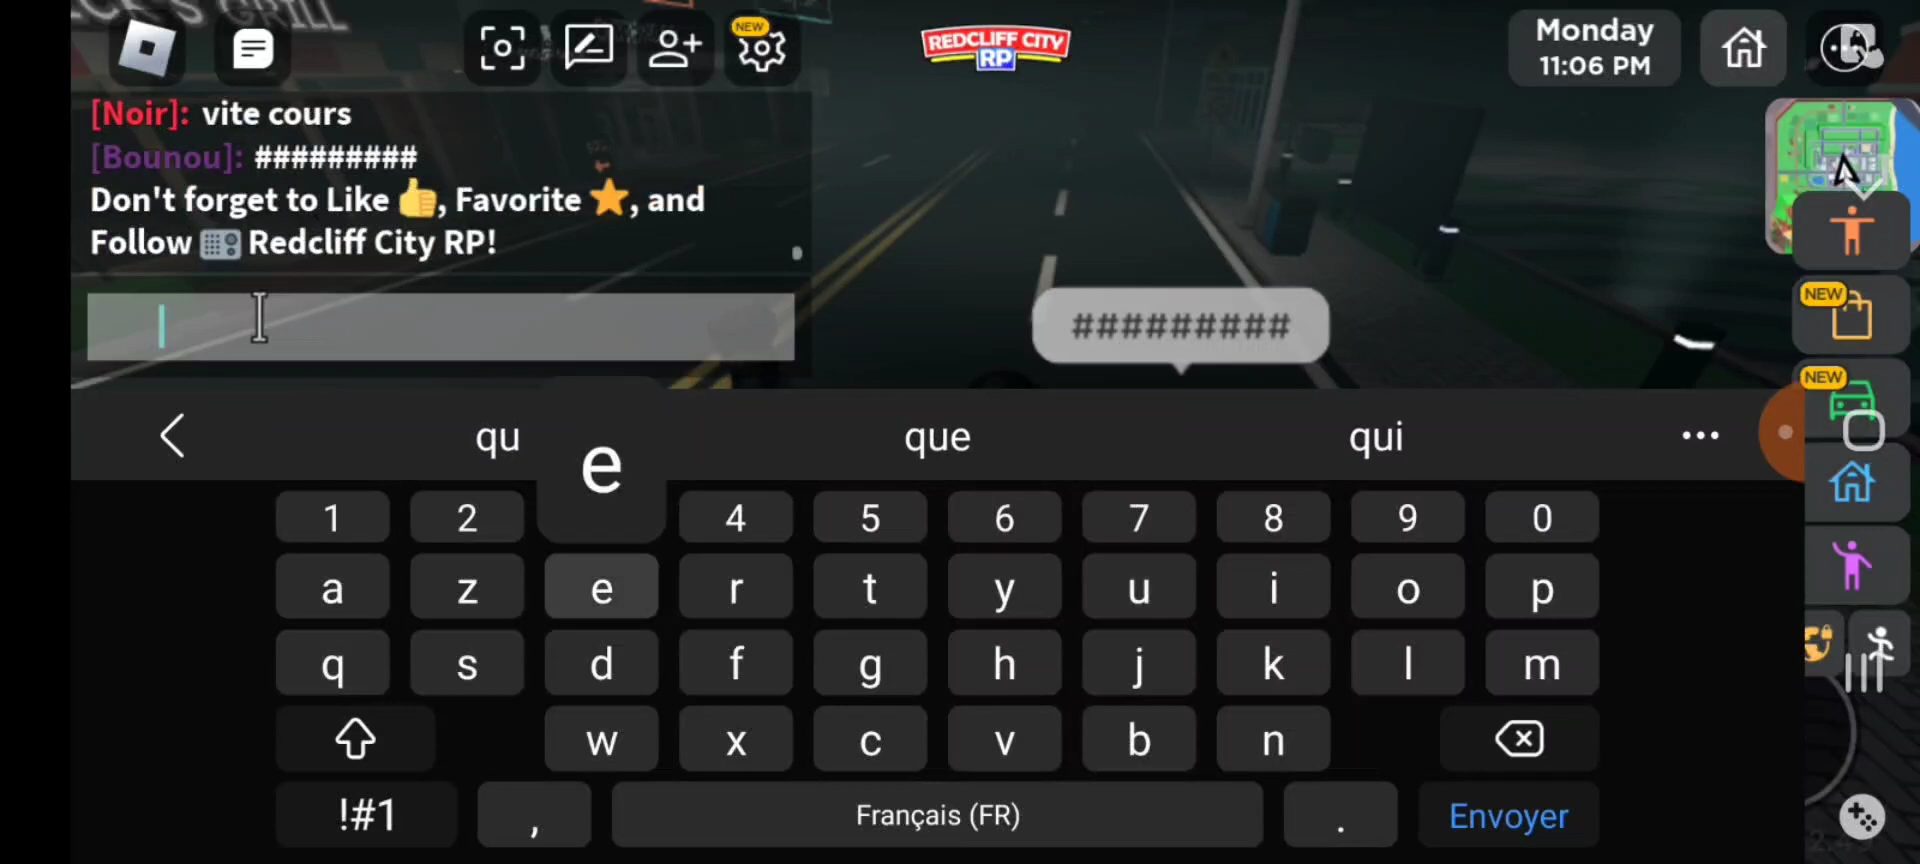 GRILL
NEW
REDCLIFF CITY
RP
Monday
11:06 PM
[Noir]: vite cours
[Bounou]: #########
Don't forget to Like 👍, Favorite ⭐, and
Follow 🎛️ Redcliff City RP!
#########
NEW
NEW
qu
e
que
qui
1 2 4 5 6 7 8 9 0
a z e r t y u i o p
q s d f g h j k l m
w x c v b n
!#1 , Français (FR) . Envoyer